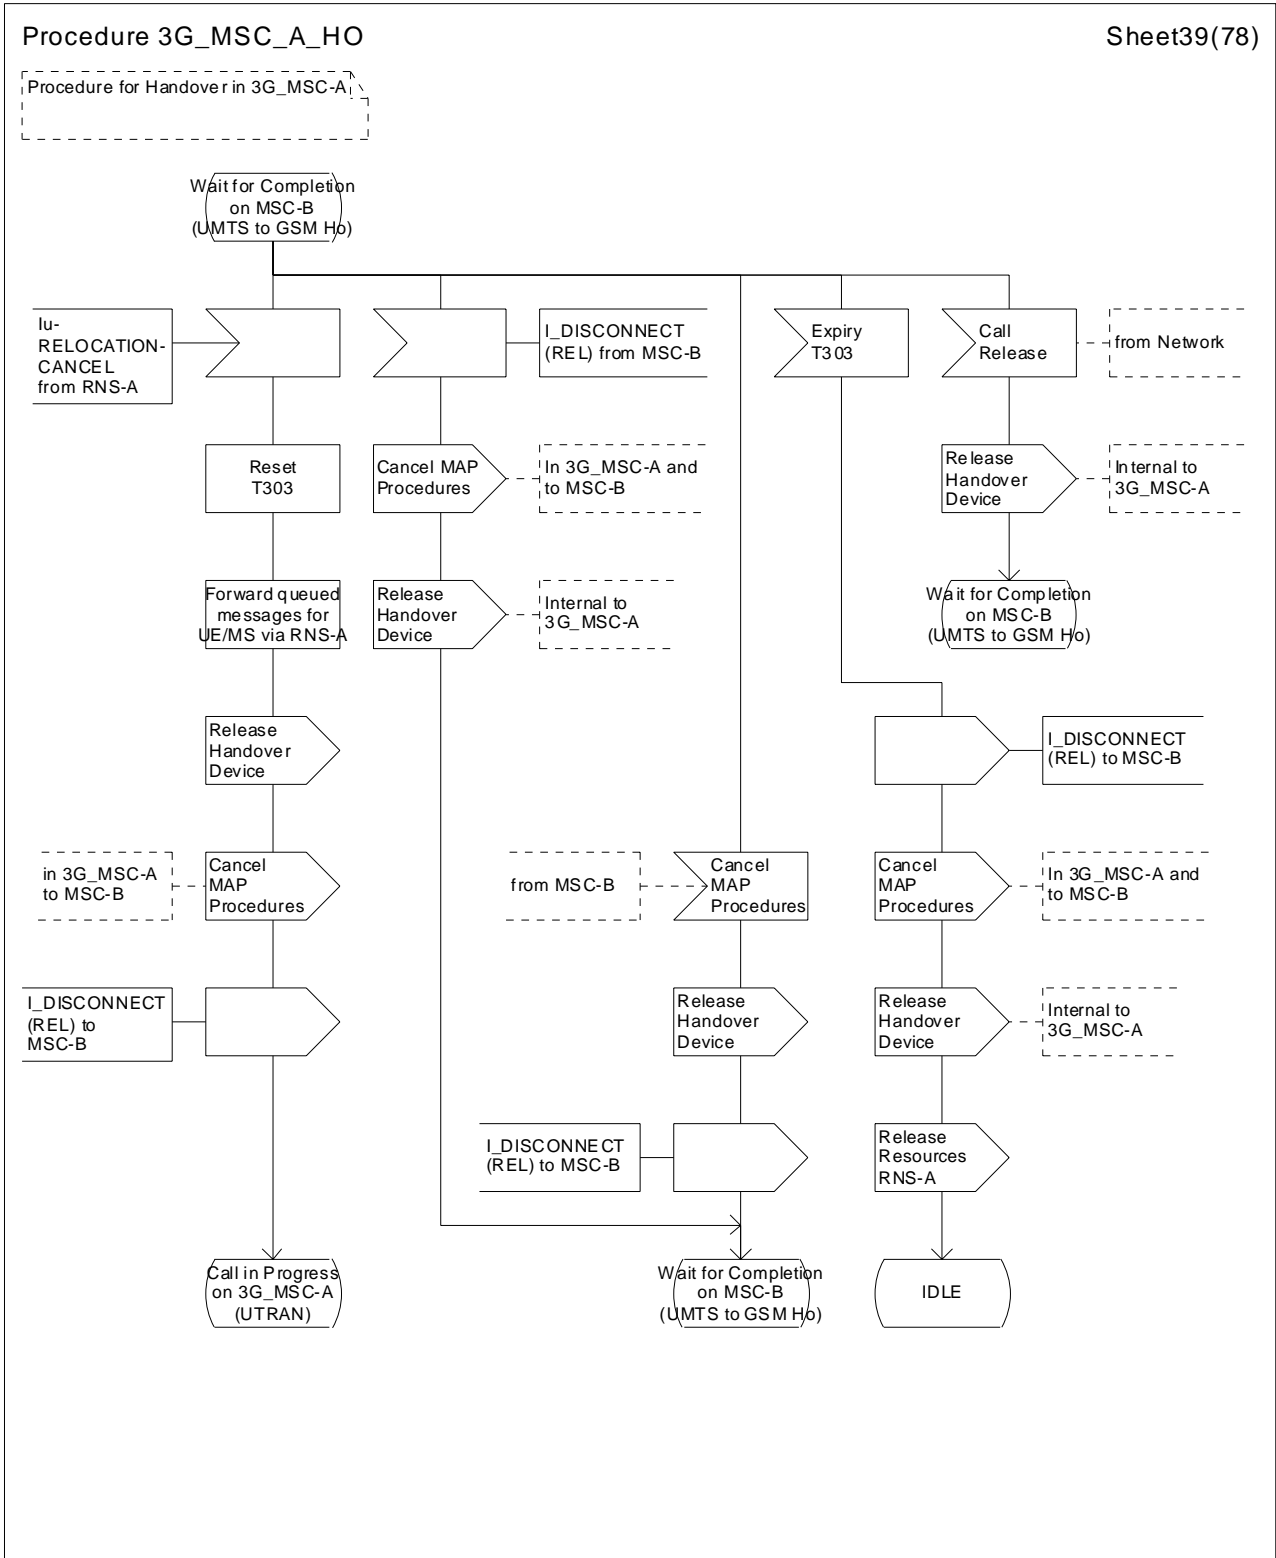 Procedure 3G_MSC_A_HO
Sheet39(78)
Procedure for Handover in 3G_MSC-A
Wait for Completion
on MSC-B
(UMTS to GSM Ho)
Iu-
RELOCATION-
CANCEL
from RNS-A
I_DISCONNECT
(REL) from MSC-B
Expiry
T303
Call
Release
from Network
Reset
T303
Cancel MAP
Procedures
In 3G_MSC-A and
to MSC-B
Release
Handover
Device
Internal to
3G_MSC-A
Forward queued
messages for
UE/MS via RNS-A
Release
Handover
Device
Internal to
3G_MSC-A
Wait for Completion
on MSC-B
(UMTS to GSM Ho)
Release
Handover
Device
I_DISCONNECT
(REL) to MSC-B
in 3G_MSC-A
to MSC-B
Cancel
MAP
Procedures
from MSC-B
Cancel
MAP
Procedures
Cancel
MAP
Procedures
In 3G_MSC-A and
to MSC-B
I_DISCONNECT
(REL) to
MSC-B
Release
Handover
Device
Release
Handover
Device
Internal to
3G_MSC-A
I_DISCONNECT
(REL) to MSC-B
Release
Resources
RNS-A
Call in Progress
on 3G_MSC-A
(UTRAN)
Wait for Completion
on MSC-B
(UMTS to GSM Ho)
IDLE